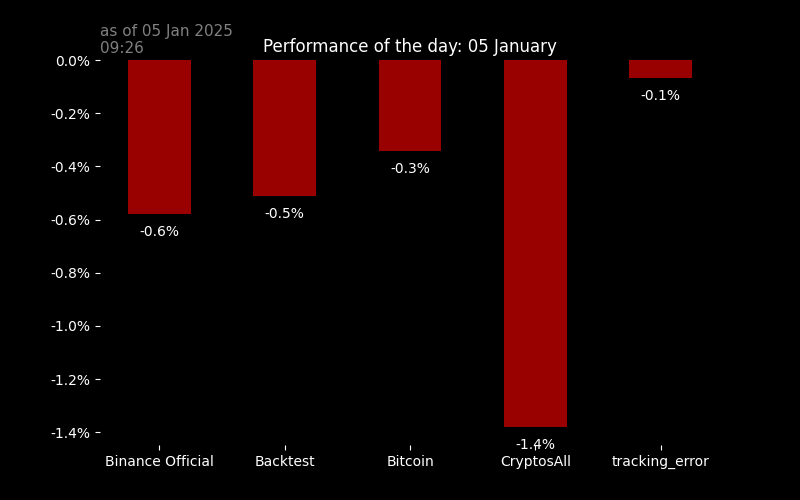 as of 05 Jan 2025
09:26
Performance of the day: 05 January
0.0%
-0.2%
-0.4%
-0.6%
-0.8%
-1.0%
-1.2%
-1.4%
-0.6%
-0.5%
-0.3%
-1.4%
-0.1%
Binance Official
Backtest
Bitcoin
CryptosAll
tracking_error